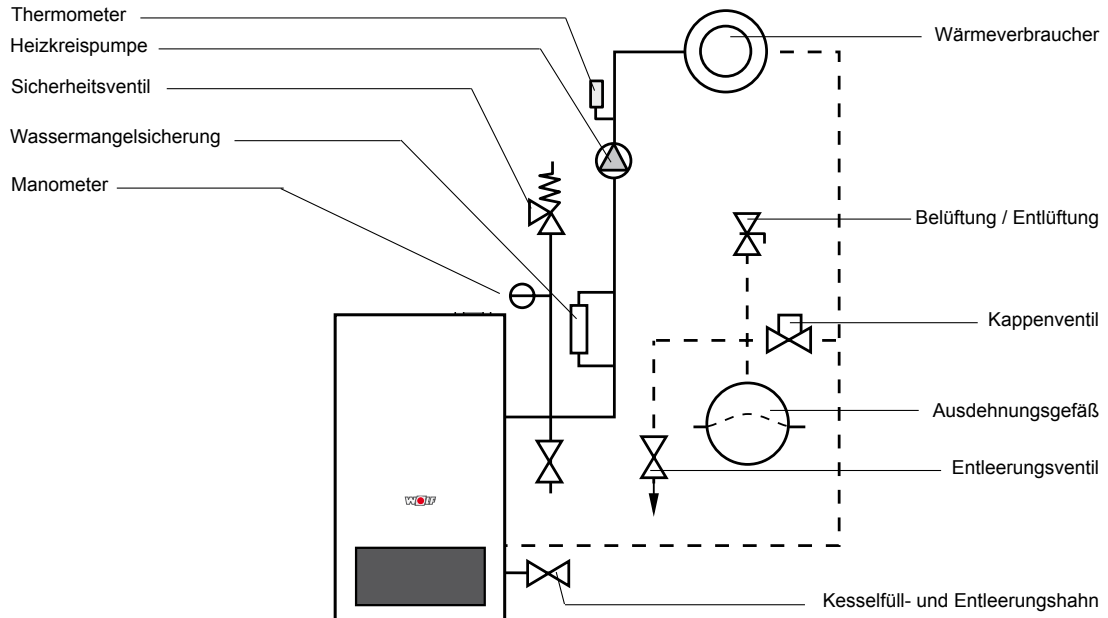 Thermometer
Heizkreispumpe
Sicherheitsventil
Wassermangelsicherung
Manometer
Wärmeverbraucher
Belüftung / Entlüftung
Kappenventil
Ausdehnungsgefäß
Entleerungsventil
WOLF
Kesselfüll- und Entleerungshahn